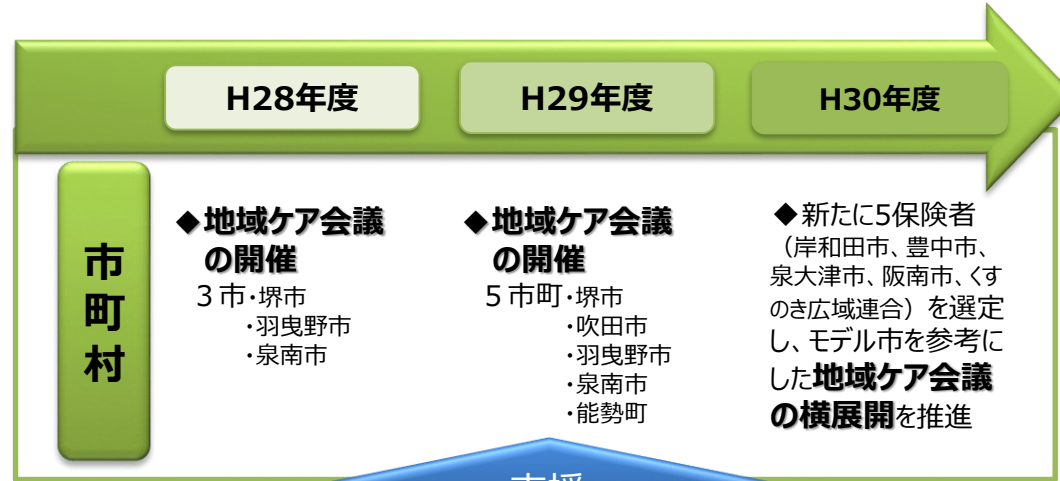 H28年度
H29年度
H30年度
市町村
◆地域ケア会議
の開催
3市・堺市
・羽曳野市
・泉南市
◆地域ケア会議
の開催
5市町・堺市
・吹田市
・羽曳野市
・泉南市
・能勢町
◆新たに5保険者
（岸和田市、豊中市、
泉大津市、阪南市、くす
のき広域連合）を選定
し、モデル市を参考に
した地域ケア会議
の横展開を推進
支援